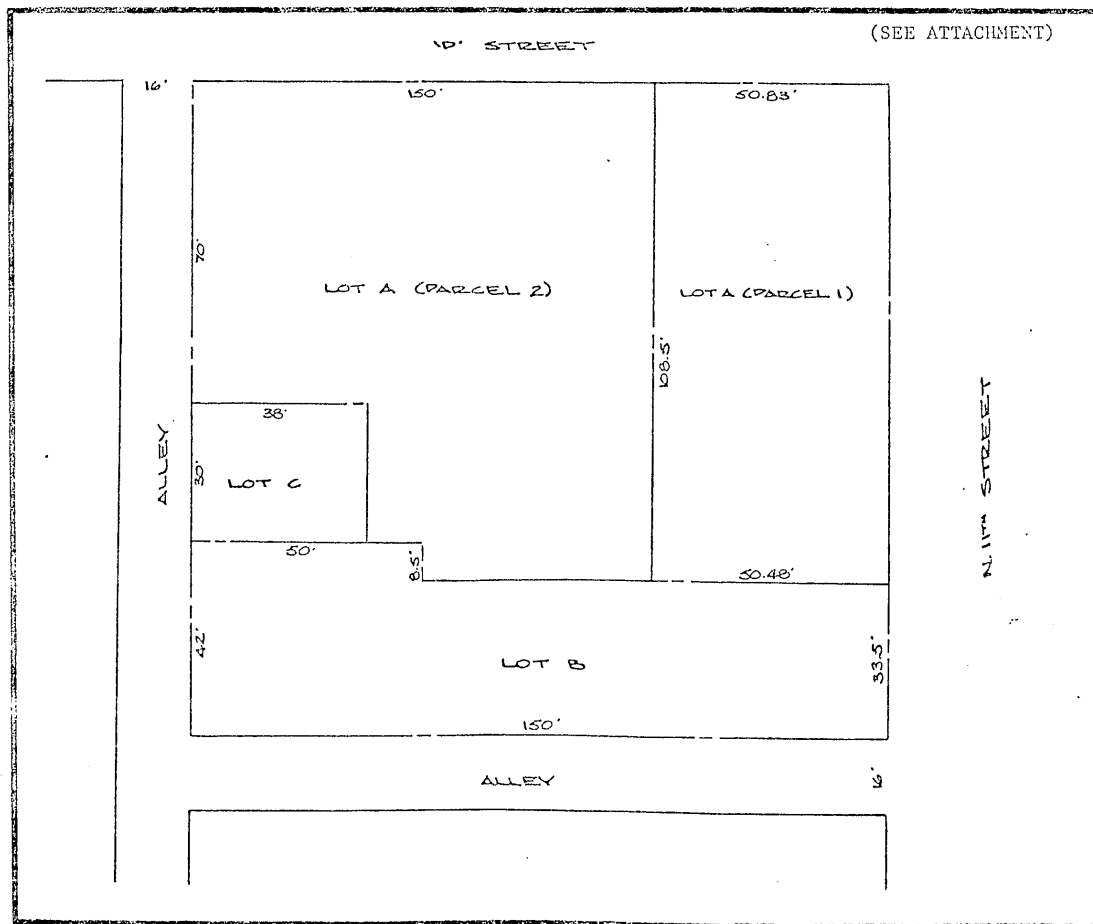 (SEE ATTACHMENT)
'D' STREET
16'
150'
50.83'
70'
LOT A (PARCEL 2)
LOT A (PARCEL 1)
108.5'
38'
ALLEY
30'
LOT C
N. 11TH STREET
50'
8.5'
50.48'
42'
LOT B
33.5'
150'
ALLEY
16'